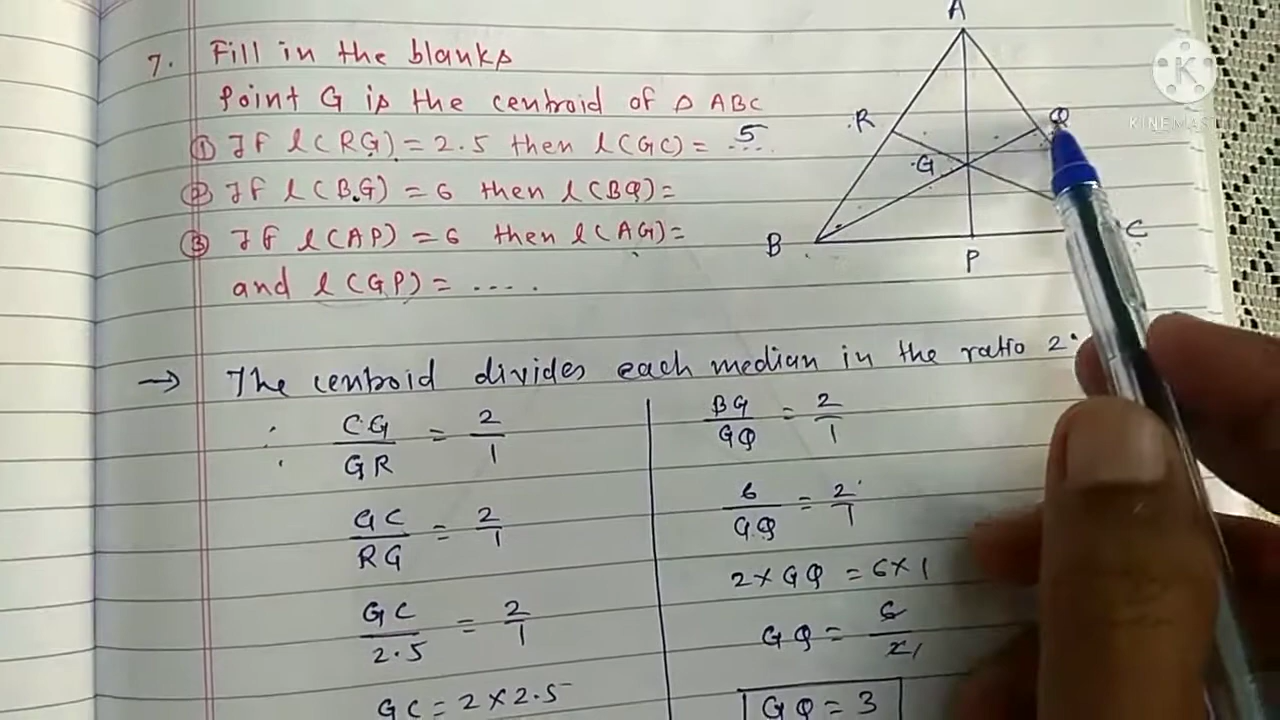 7. Fill in the blanks
Point G is the centroid of Δ ABC
① If l(RG) = 2.5 then l(GC) = 5
② If l(BG) = 6 then l(BQ) =
③ If l(AP) = 6 then l(AG) =
and l(GP) = ....
A
R
Q
G
B
P
C
KINEMAS
→ The centroid divides each median in the ratio 2:
∴ CG/GR = 2/1
GC/RG = 2/1
GC/2.5 = 2/1
GC = 2×2.5
BG/GQ = 2/1
6/GQ = 2/1
2×GQ = 6×1
GQ = 6/21
GQ = 3